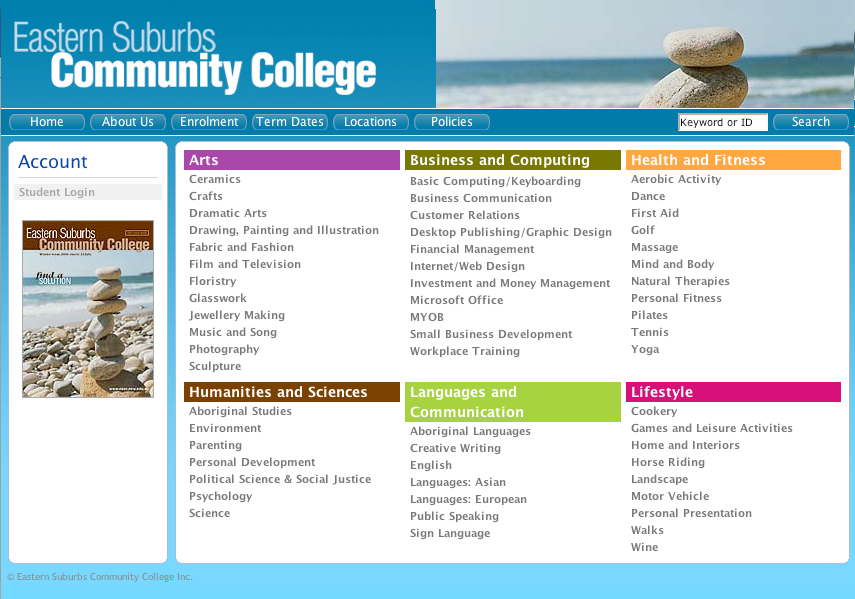 Eastern Suburbs
Community College
Home About Us Enrolment Term Dates Locations Policies Keyword or ID Search
Account
Student Login
Eastern Suburbs
Community College
find a
SOLUTION
Arts
Ceramics
Crafts
Dramatic Arts
Drawing, Painting and Illustration
Fabric and Fashion
Film and Television
Floristry
Glasswork
Jewellery Making
Music and Song
Photography
Sculpture
Business and Computing
Basic Computing/Keyboarding
Business Communication
Customer Relations
Desktop Publishing/Graphic Design
Financial Management
Internet/Web Design
Investment and Money Management
Microsoft Office
MYOB
Small Business Development
Workplace Training
Health and Fitness
Aerobic Activity
Dance
First Aid
Golf
Massage
Mind and Body
Natural Therapies
Personal Fitness
Pilates
Tennis
Yoga
Humanities and Sciences
Aboriginal Studies
Environment
Parenting
Personal Development
Political Science & Social Justice
Psychology
Science
Languages and
Communication
Aboriginal Languages
Creative Writing
English
Languages: Asian
Languages: European
Public Speaking
Sign Language
Lifestyle
Cookery
Games and Leisure Activities
Home and Interiors
Horse Riding
Landscape
Motor Vehicle
Personal Presentation
Walks
Wine
© Eastern Suburbs Community College Inc.